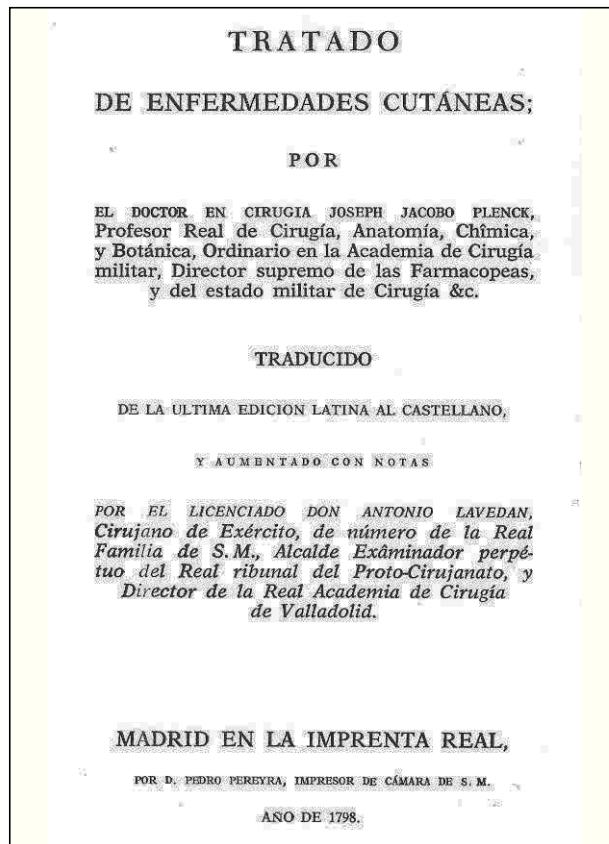 TRATADO
DE ENFERMEDADES CUTÁNEAS;
POR
EL DOCTOR EN CIRUGIA JOSEPH JACOBO PLENCK,
Profesor Real de Cirugía, Anatomía, Chîmica,
y Botánica, Ordinario en la Academia de Cirugía
militar, Director supremo de las Farmacopeas,
y del estado militar de Cirugía &c.
TRADUCIDO
DE LA ULTIMA EDICION LATINA AL CASTELLANO,
Y AUMENTADO CON NOTAS
POR EL LICENCIADO DON ANTONIO LAVEDAN,
Cirujano de Exército, de número de la Real
Familia de S. M., Alcalde Exâminador perpé-
tuo del Real ribunal del Proto-Cirujanato, y
Director de la Real Academia de Cirugía
de Valladolid.
MADRID EN LA IMPRENTA REAL,
POR D. PEDRO PEREYRA, IMPRESOR DE CÁMARA DE S. M.
AÑO DE 1798.